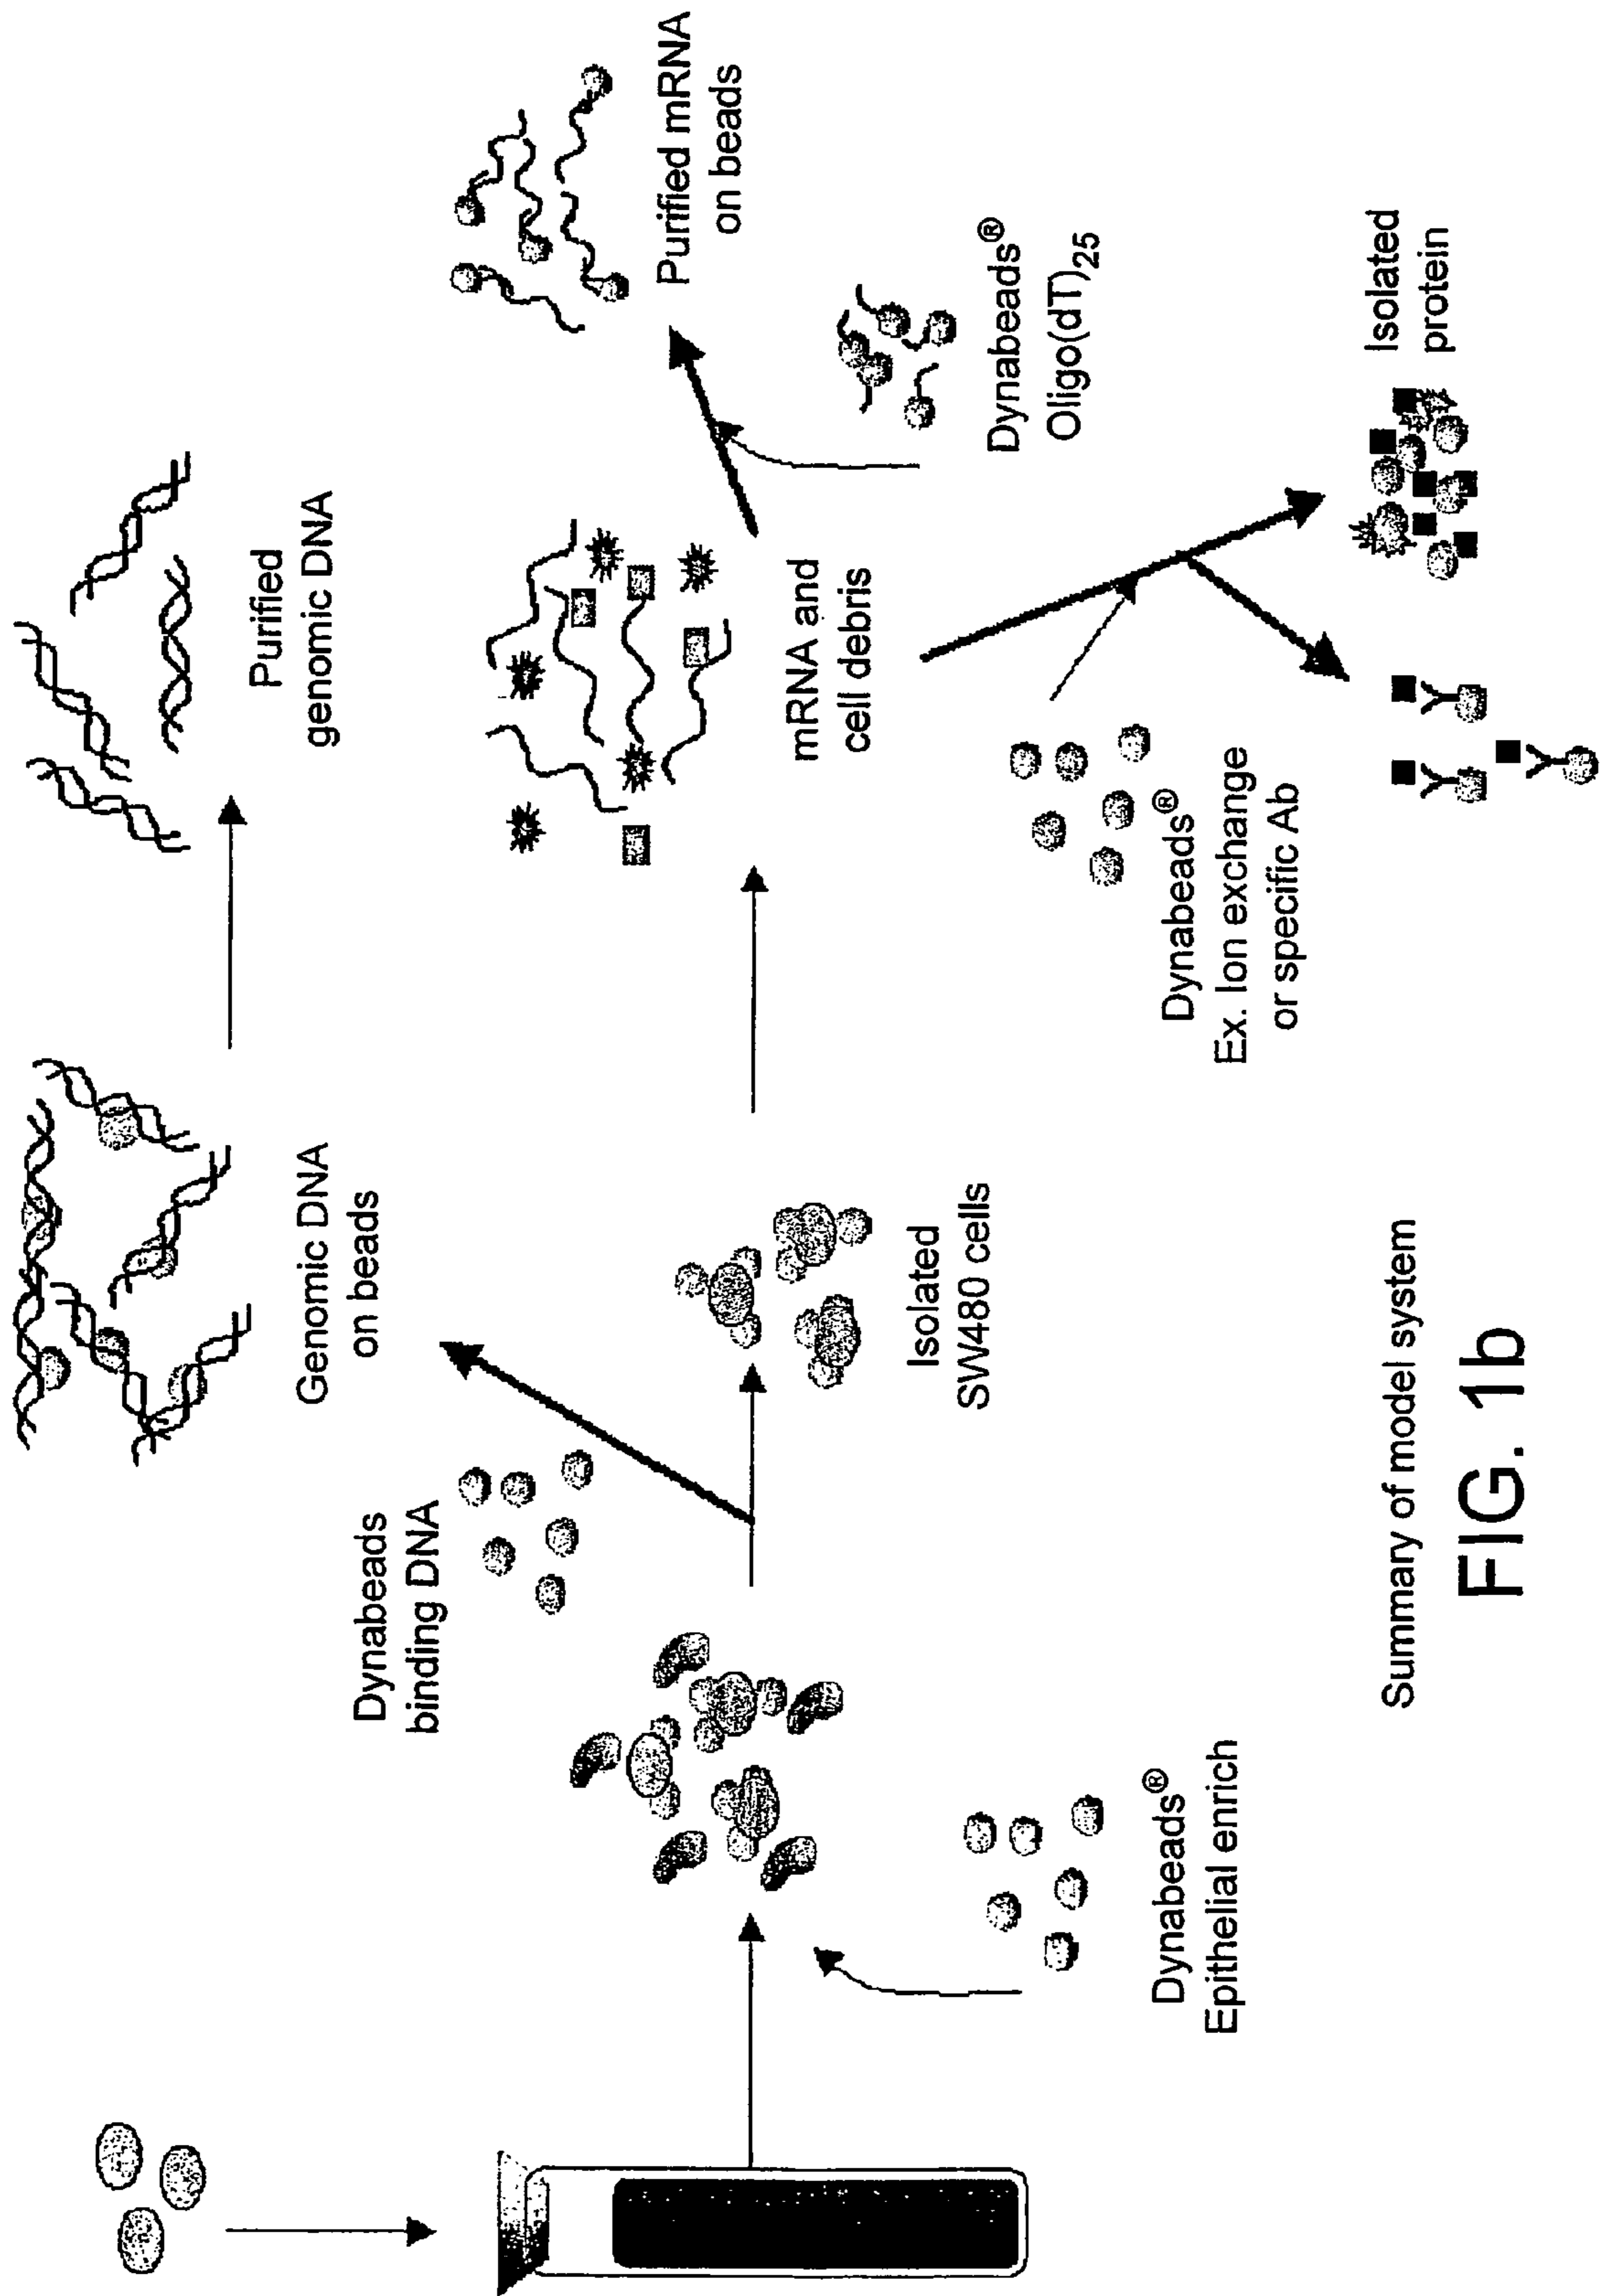 Purified
genomic DNA
Genomic DNA
on beads
Dynabeads
binding DNA
Purified mRNA
on beads
mRNA and
cell debris
Isolated
SW480 cells
Dynabeads®
Oligo(dT)25
Dynabeads®
Epithelial enrich
Dynabeads®
Ex. Ion exchange
or specific Ab
Isolated
protein
Summary of model system
FIG. 1b